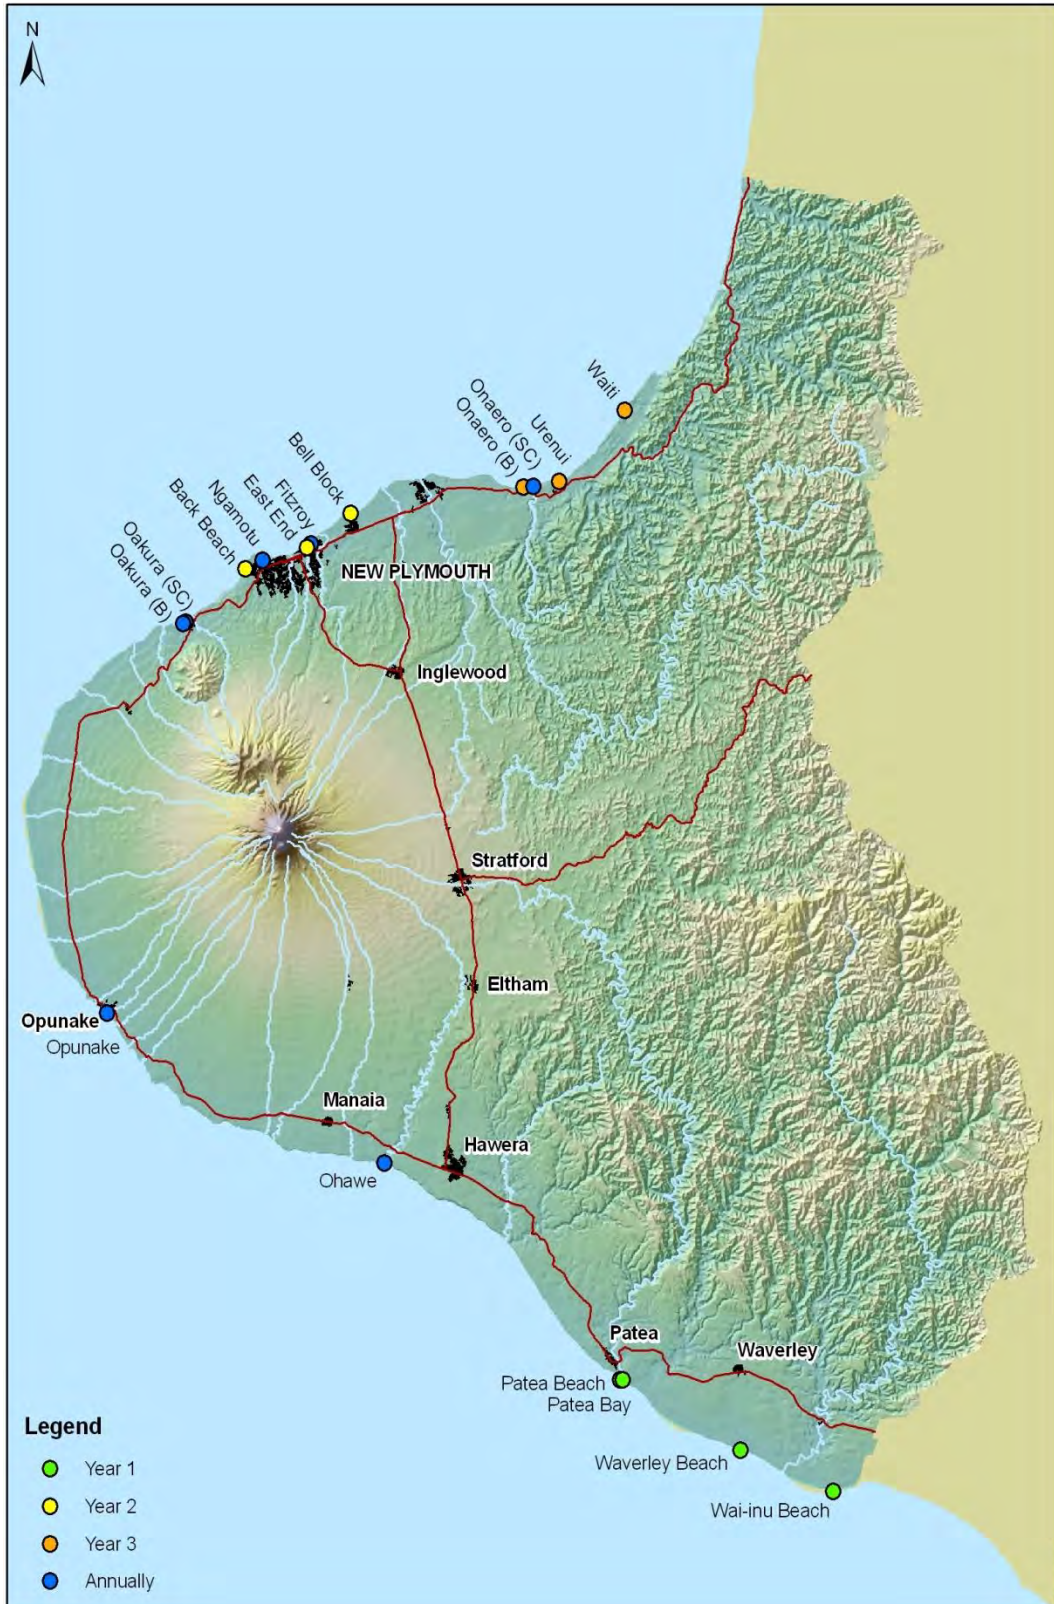 N
Waiti
Urenui
Onaero (SC)
Onaero (B)
Bell Block
Fitzroy
East End
Ngamotu
Back Beach
Oakura (SC)
Oakura (B)
NEW PLYMOUTH
Inglewood
Stratford
Eltham
Opunake
Opunake
Manaia
Hawera
Ohawe
Patea
Waverley
Patea Beach
Patea Bay
Waverley Beach
Wai-inu Beach
Legend
Year 1
Year 2
Year 3
Annually